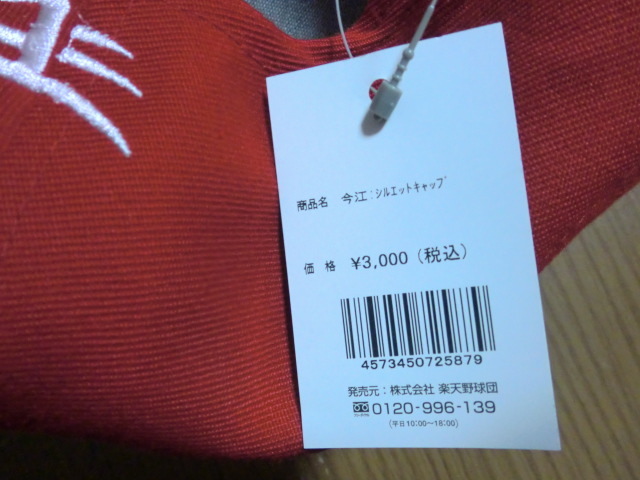 商品名 今江:シルエットキャップ
価格 ¥3,000(税込)
4573450725879
発売元:株式会社 楽天野球団
0120-996-139
(平日10:00~18:00)